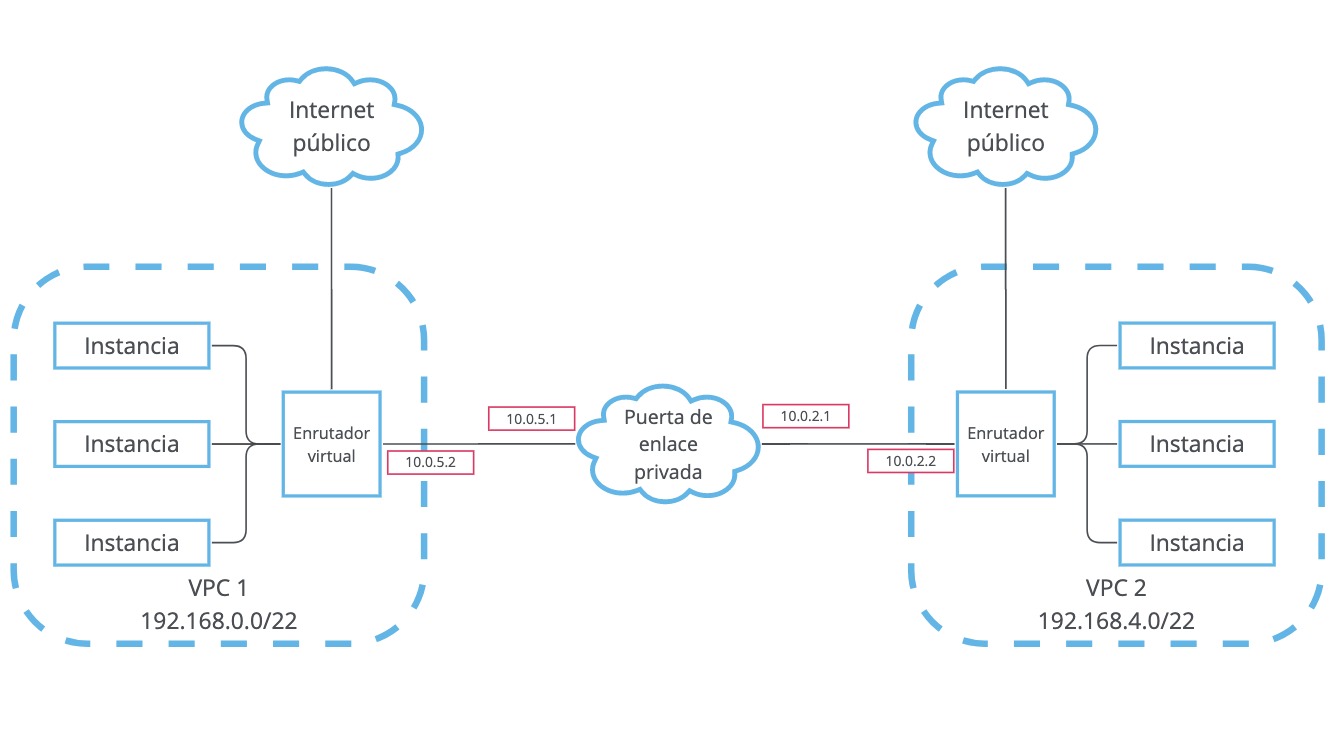 Internet
público
Internet
público
Instancia
Instancia
Instancia
Enrutador
virtual
VPC 1
192.168.0.0/22
10.0.5.1
10.0.5.2
Puerta de
enlace
privada
10.0.2.1
10.0.2.2
Enrutador
virtual
Instancia
Instancia
Instancia
VPC 2
192.168.4.0/22